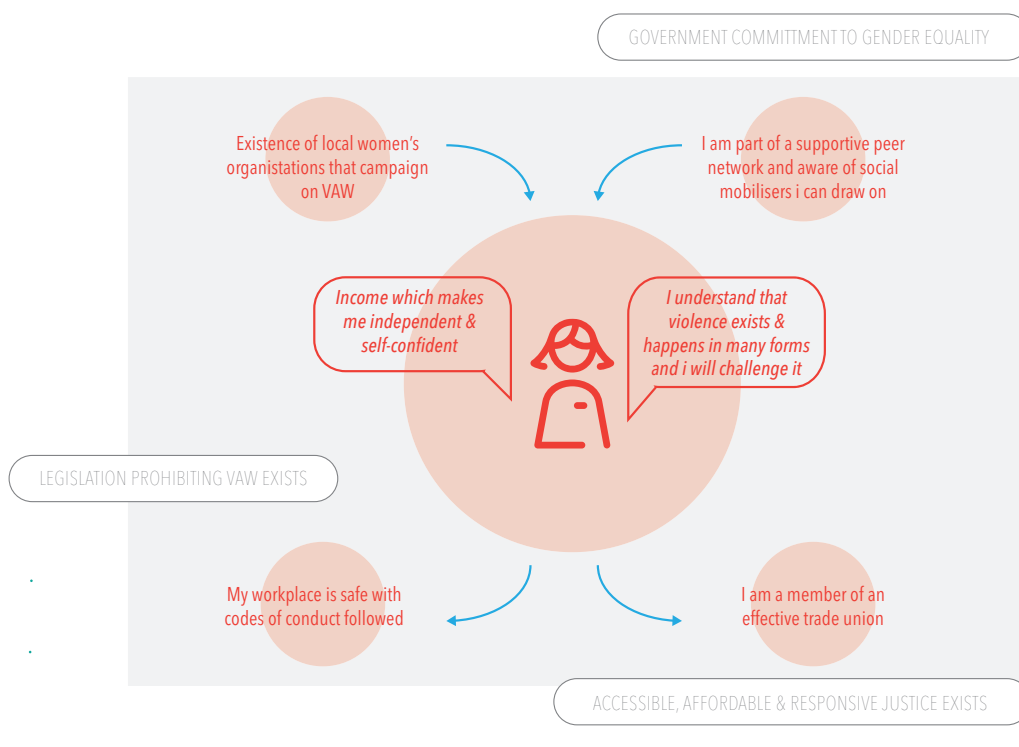 GOVERNMENT COMMITTMENT TO GENDER EQUALITY
Existence of local women's
organistations that campaign
on VAW
I am part of a supportive peer
network and aware of social
mobilisers i can draw on
Income which makes
me independent &
self-confident
I understand that
violence exists &
happens in many forms
and i will challenge it
LEGISLATION PROHIBITING VAW EXISTS
My workplace is safe with
codes of conduct followed
I am a member of an
effective trade union
ACCESSIBLE, AFFORDABLE & RESPONSIVE JUSTICE EXISTS